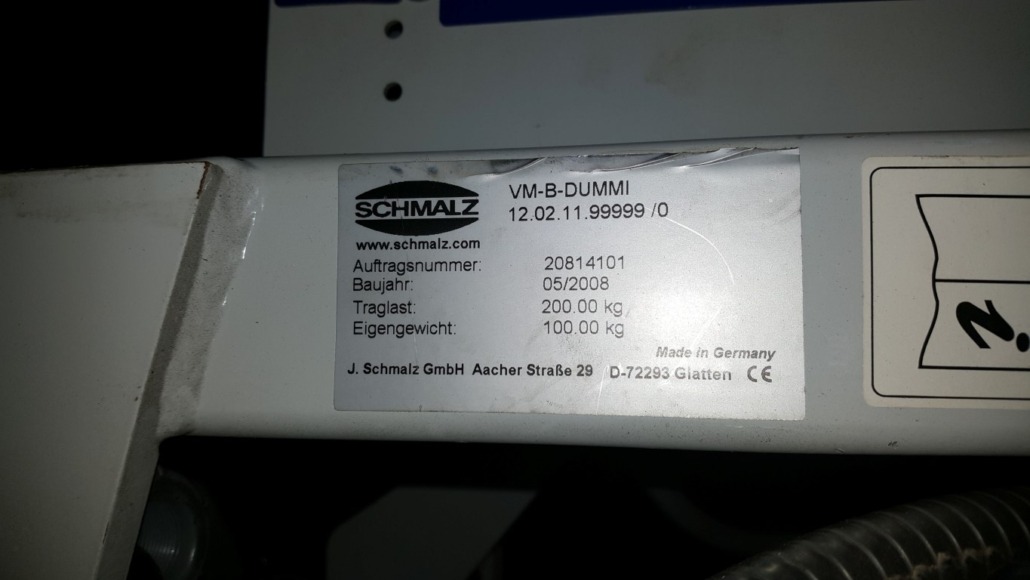 SCHMALZ
www.schmalz.com
VM-B-DUMMI
12.02.11.99999 /0
Auftragsnummer: 20814101
Baujahr: 05/2008
Traglast: 200.00 kg
Eigengewicht: 100.00 kg
Made in Germany
J. Schmalz GmbH Aacher Straße 29 D-72293 Glatten CE